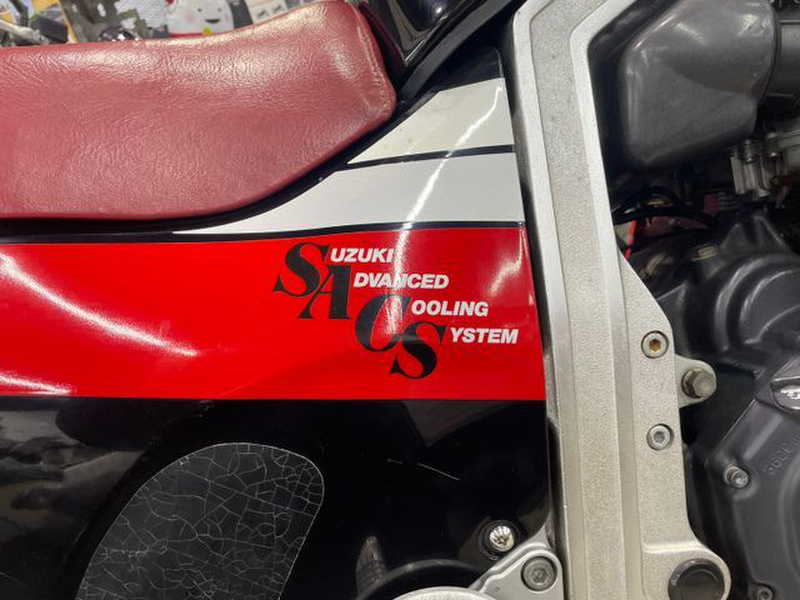 SUZUKI
ADVANCED
COOLING
SYSTEM